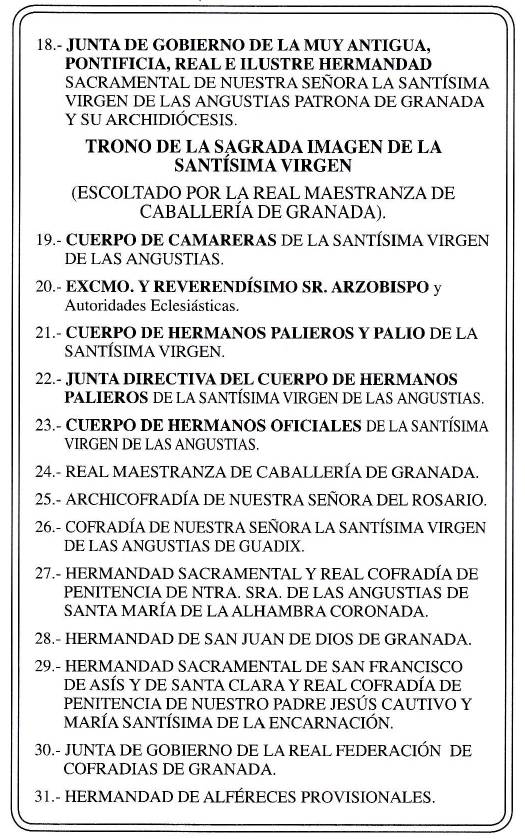 18.- JUNTA DE GOBIERNO DE LA MUY ANTIGUA,
PONTIFICIA, REAL E ILUSTRE HERMANDAD
SACRAMENTAL DE NUESTRA SEÑORA LA SANTÍSIMA
VIRGEN DE LAS ANGUSTIAS PATRONA DE GRANADA
Y SU ARCHIDIÓCESIS.
TRONO DE LA SAGRADA IMAGEN DE LA
SANTÍSIMA VIRGEN
(ESCOLTADO POR LA REAL MAESTRANZA DE
CABALLERÍA DE GRANADA).
19.- CUERPO DE CAMARERAS DE LA SANTÍSIMA VIRGEN
DE LAS ANGUSTIAS.
20.- EXCMO. Y REVERENDÍSIMO SR. ARZOBISPO y
Autoridades Eclesiásticas.
21.- CUERPO DE HERMANOS PALIEROS Y PALIO DE LA
SANTÍSIMA VIRGEN.
22.- JUNTA DIRECTIVA DEL CUERPO DE HERMANOS
PALIEROS DE LA SANTÍSIMA VIRGEN DE LAS ANGUSTIAS.
23.- CUERPO DE HERMANOS OFICIALES DE LA SANTÍSIMA
VIRGEN DE LAS ANGUSTIAS.
24.- REAL MAESTRANZA DE CABALLERÍA DE GRANADA.
25.- ARCHICOFRADÍA DE NUESTRA SEÑORA DEL ROSARIO.
26.- COFRADÍA DE NUESTRA SEÑORA LA SANTÍSIMA VIRGEN
DE LAS ANGUSTIAS DE GUADIX.
27.- HERMANDAD SACRAMENTAL Y REAL COFRADÍA DE
PENITENCIA DE NTRA. SRA. DE LAS ANGUSTIAS DE
SANTA MARÍA DE LA ALHAMBRA CORONADA.
28.- HERMANDAD DE SAN JUAN DE DIOS DE GRANADA.
29.- HERMANDAD SACRAMENTAL DE SAN FRANCISCO
DE ASÍS Y DE SANTA CLARA Y REAL COFRADÍA DE
PENITENCIA DE NUESTRO PADRE JESÚS CAUTIVO Y
MARÍA SANTÍSIMA DE LA ENCARNACIÓN.
30.- JUNTA DE GOBIERNO DE LA REAL FEDERACIÓN DE
COFRADIAS DE GRANADA.
31.- HERMANDAD DE ALFÉRECES PROVISIONALES.